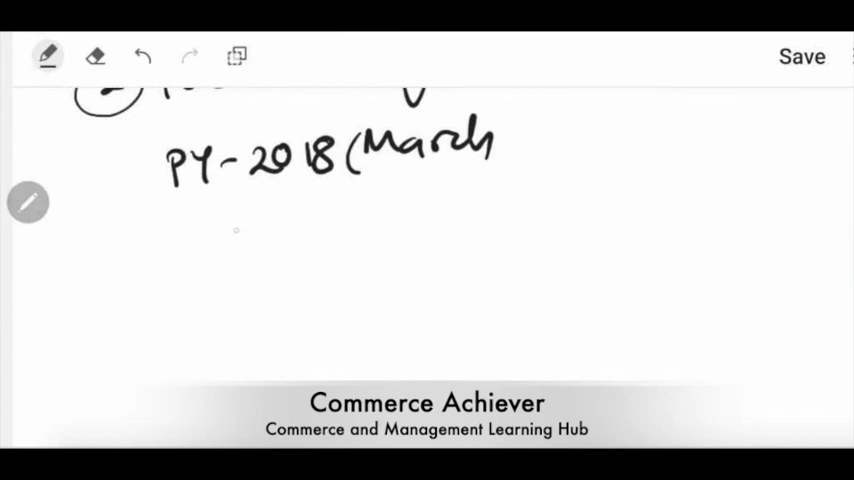 Save
PY-2018 (March
Commerce Achiever
Commerce and Management Learning Hub